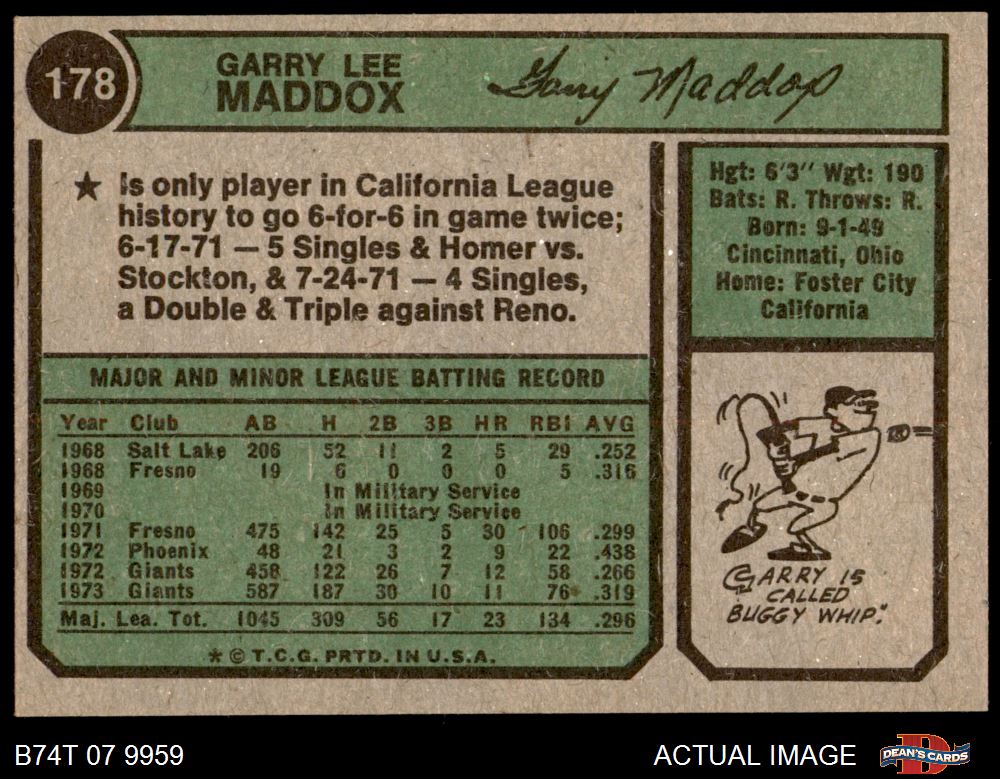 178
GARRY LEE
MADDOX
Garry Maddox
★ Is only player in California League
history to go 6-for-6 in game twice;
6-17-71 — 5 Singles & Homer vs.
Stockton, & 7-24-71 — 4 Singles,
a Double & Triple against Reno.
Hgt: 6'3'' Wgt: 190
Bats: R. Throws: R.
Born: 9-1-49
Cincinnati, Ohio
Home: Foster City
California
MAJOR AND MINOR LEAGUE BATTING RECORD
Year Club AB H 2B 3B HR RBI AVG
1968 Salt Lake 206 52 11 2 5 29 .252
1968 Fresno 19 6 0 0 0 5 .316
1969 In Military Service
1970 In Military Service
1971 Fresno 475 142 25 5 30 106 .299
1972 Phoenix 48 21 3 2 9 22 .438
1972 Giants 458 122 26 7 12 58 .266
1973 Giants 587 187 30 10 11 76 .319
Maj. Lea. Tot. 1045 309 56 17 23 134 .296
* © T.C.G. PRTD. IN U.S.A.
GARRY IS
CALLED
BUGGY WHIP."
B74T 07 9959
ACTUAL IMAGE
DEAN'S CARDS